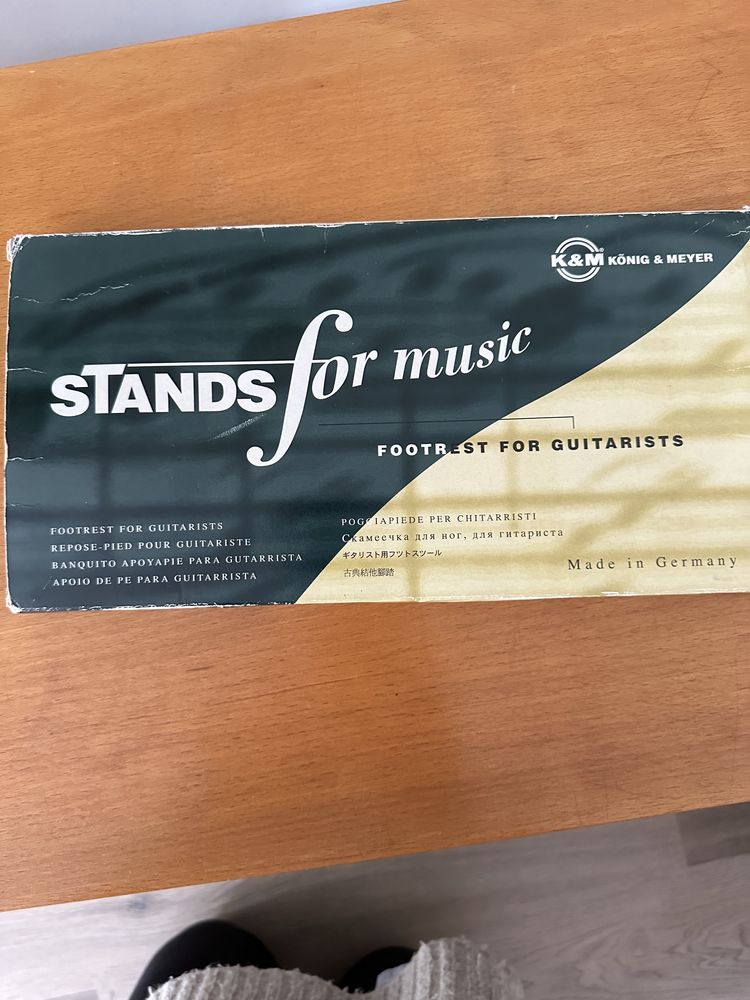 K&M® KÖNIG & MEYER
STANDS for music
FOOTREST FOR GUITARISTS
FOOTREST FOR GUITARISTS
REPOSE-PIED POUR GUITARISTE
BANQUITO APOYAPIE PARA GUTARRISTA
APOIO DE PE PARA GUITARRISTA
POGGIAPIEDE PER CHITARRISTI
Скамеечка для ног, для гитариста
ギタリスト用フツトスツール
古典結他腳踏
Made in Germany